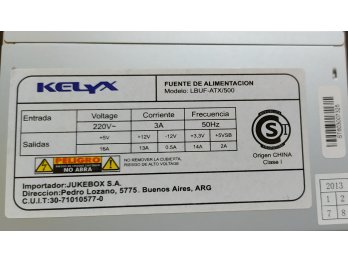 KELYX
FUENTE DE ALIMENTACION
Modelo: LBUF-ATX/500
Entrada Voltage Corriente Frecuencia
220V~ 3A 50Hz
Salidas +5V +12V -12V +3,3V +5VSB
16A 13A 0.5A 14A 2A
S
Origen CHINA
Clase I
PELIGRO
NO ABRA
NO REMOVER LA CUBIERTA,
RIESGO DE ALTO VOLTAGE
Importador: JUKEBOX S.A.
Direccion: Pedro Lozano, 5775. Buenos Aires, ARG
C.U.I.T:30-71010577-0
2013
1 2
7 8